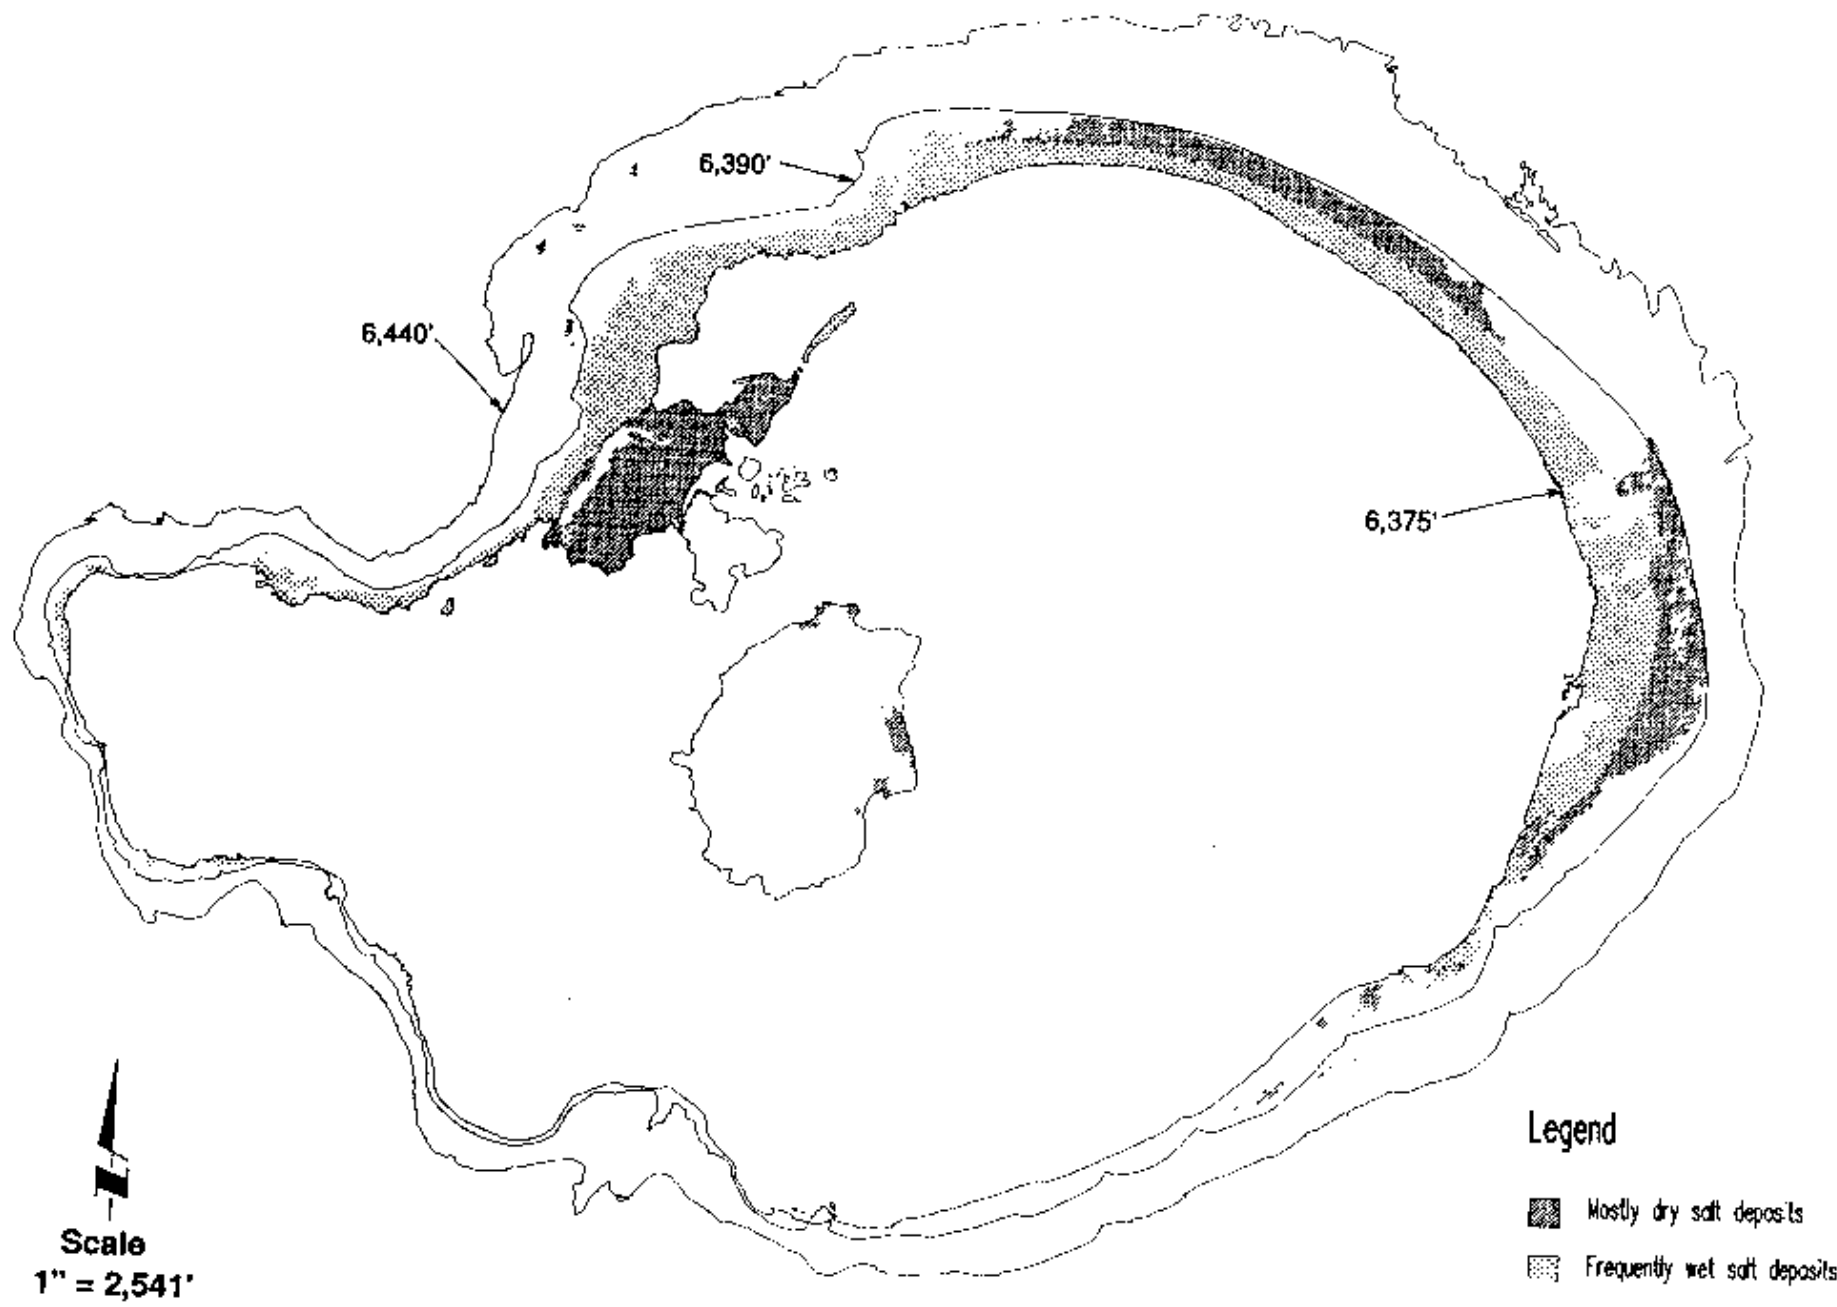 6,390'
6,440'
6,375'
Legend
Mostly dry salt deposits
Frequently wet salt deposits
Scale
1" = 2,541'